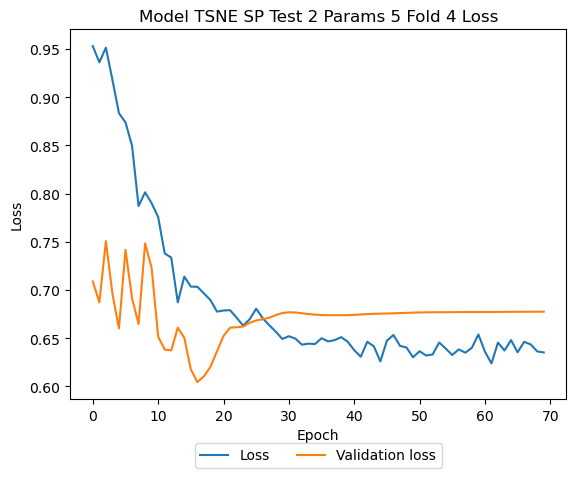 Model TSNE SP Test 2 Params 5 Fold 4 Loss
0.95
0.90
0.85
0.80
0.75
0.70
0.65
0.60
Loss
0 10 20 30 40 50 60 70
Epoch
Loss Validation loss